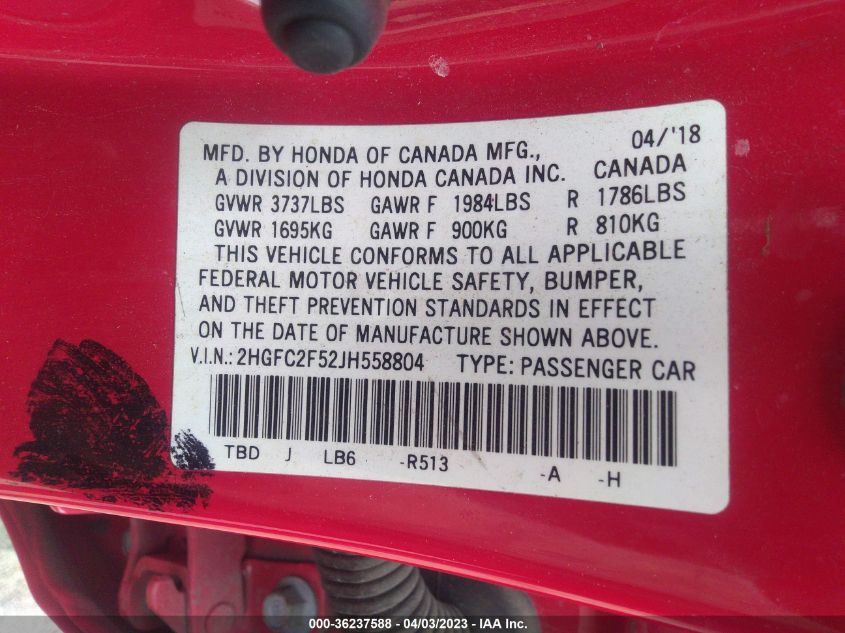 04/'18
MFD. BY HONDA OF CANADA MFG.,
A DIVISION OF HONDA CANADA INC. CANADA
GVWR 3737LBS GAWR F 1984LBS R 1786LBS
GVWR 1695KG GAWR F 900KG R 810KG
THIS VEHICLE CONFORMS TO ALL APPLICABLE
FEDERAL MOTOR VEHICLE SAFETY, BUMPER,
AND THEFT PREVENTION STANDARDS IN EFFECT
ON THE DATE OF MANUFACTURE SHOWN ABOVE.
V.I.N.: 2HGFC2F52JH558804 TYPE: PASSENGER CAR
TBD J LB6 -R513 -A -H
000-36237588 - 04/03/2023 - IAA Inc.